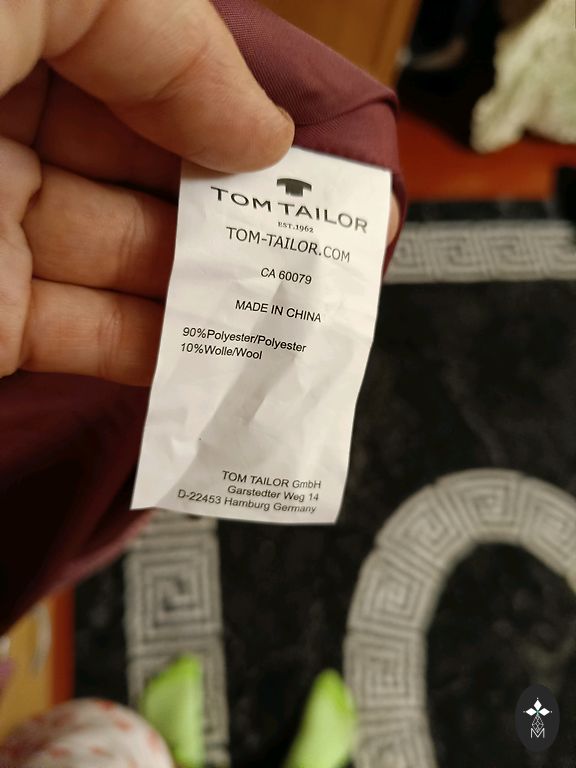 TOM TAILOR
EST.1962
TOM-TAILOR.COM
CA 60079
MADE IN CHINA
90%Polyester/Polyester
10%Wolle/Wool
TOM TAILOR GmbH
Garstedter Weg 14
D-22453 Hamburg Germany
M